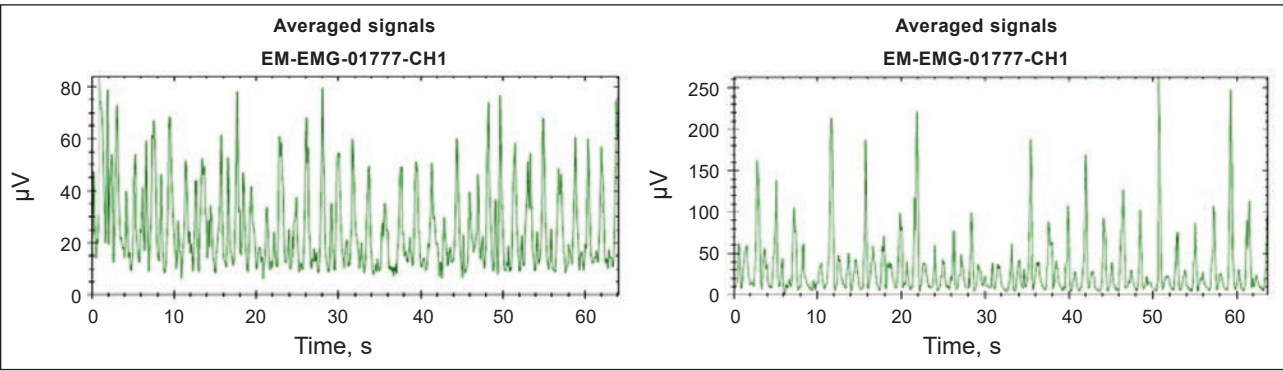 Averaged signals
EM-EMG-01777-CH1
80
60
40
20
0
µV
0 10 20 30 40 50 60
Time, s
Averaged signals
EM-EMG-01777-CH1
250
200
150
100
50
0
µV
0 10 20 30 40 50 60
Time, s